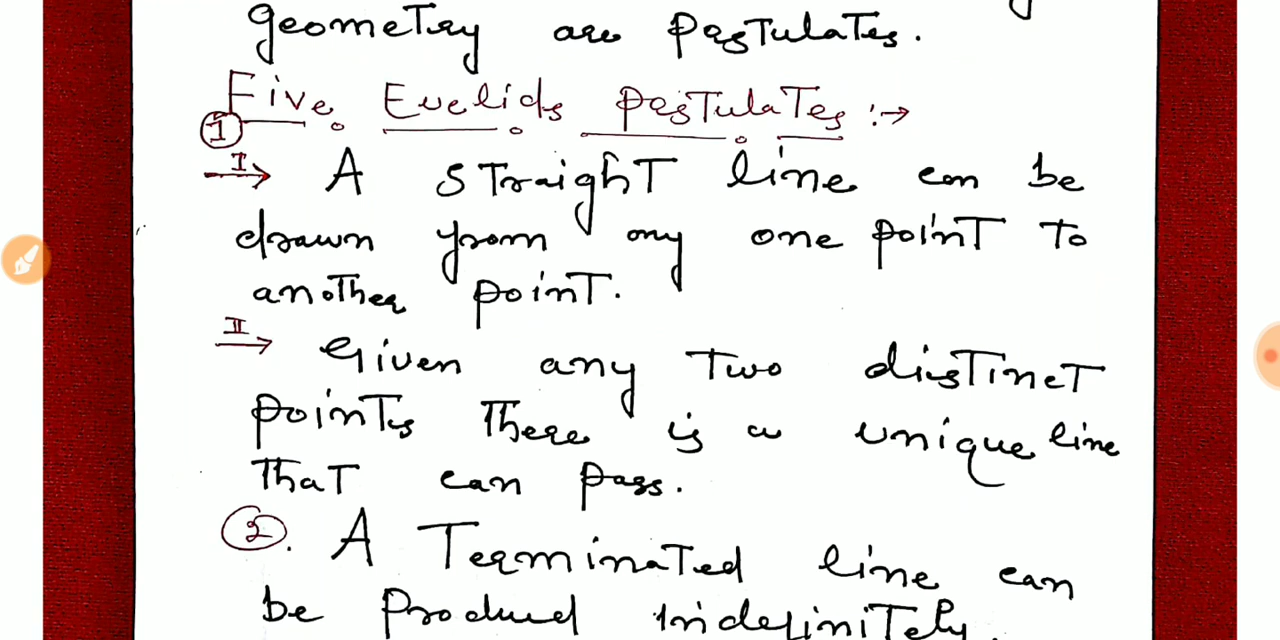 geometry are Postulates.
Five Euclids Postulates :→
① I→ A straight line can be
drawn from any one point to
another point.
II→ Given any two distinct
points there is a unique line
that can pass.
②. A Terminated line can
be Produced indefinitely.